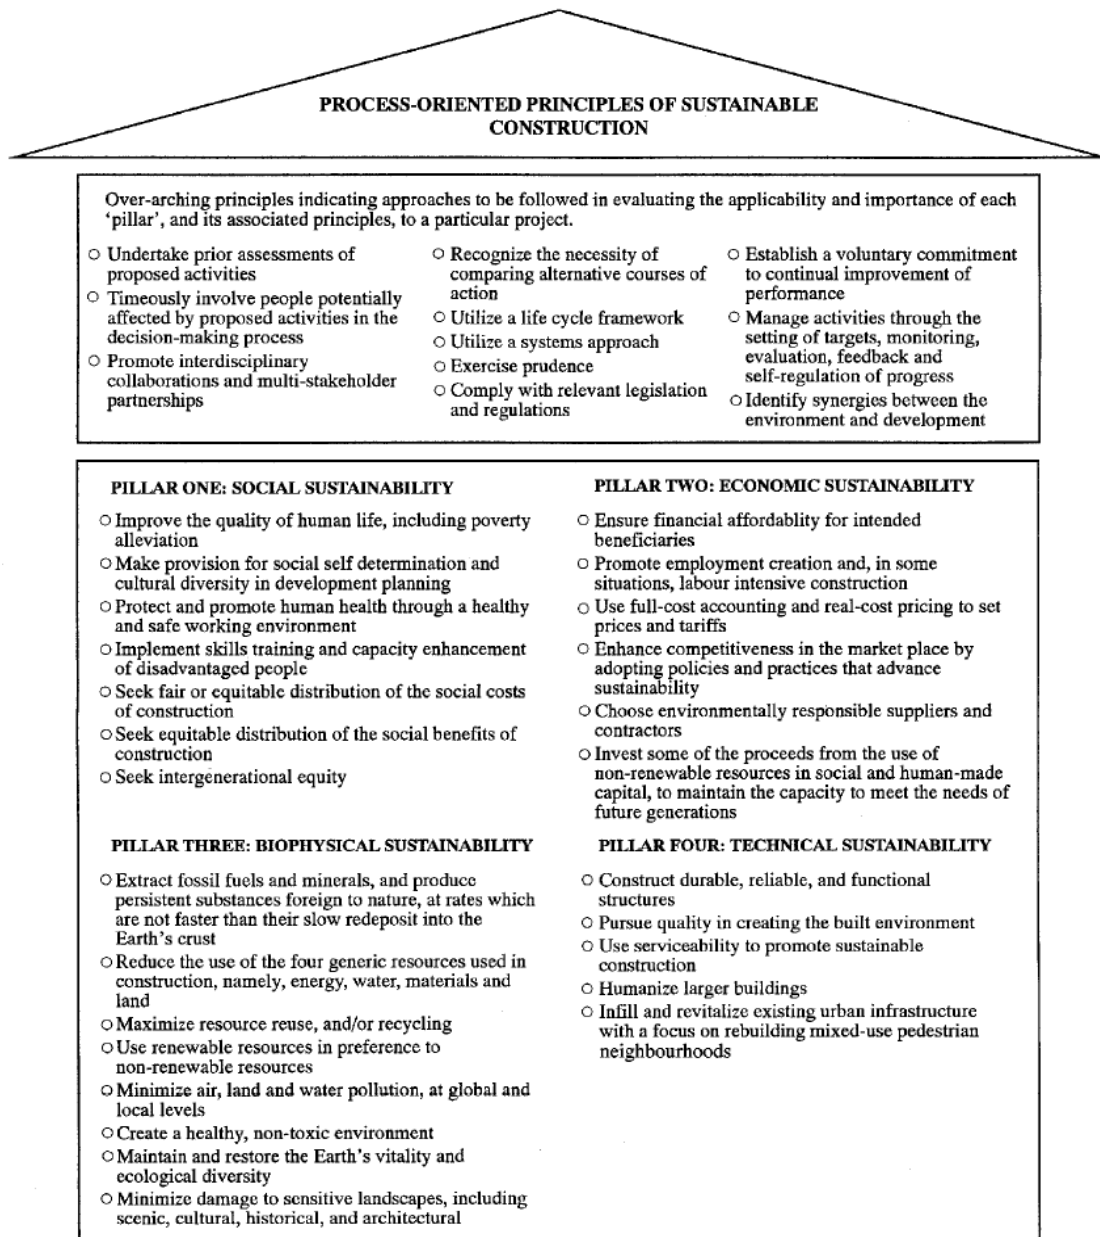 PROCESS-ORIENTED PRINCIPLES OF SUSTAINABLE
CONSTRUCTION
Over-arching principles indicating approaches to be followed in evaluating the applicability and importance of each
‘pillar’, and its associated principles, to a particular project.
○ Undertake prior assessments of
proposed activities
○ Timeously involve people potentially
affected by proposed activities in the
decision-making process
○ Promote interdisciplinary
collaborations and multi-stakeholder
partnerships
○ Recognize the necessity of
comparing alternative courses of
action
○ Utilize a life cycle framework
○ Utilize a systems approach
○ Exercise prudence
○ Comply with relevant legislation
and regulations
○ Establish a voluntary commitment
to continual improvement of
performance
○ Manage activities through the
setting of targets, monitoring,
evaluation, feedback and
self-regulation of progress
○ Identify synergies between the
environment and development
PILLAR ONE: SOCIAL SUSTAINABILITY
○ Improve the quality of human life, including poverty
alleviation
○ Make provision for social self determination and
cultural diversity in development planning
○ Protect and promote human health through a healthy
and safe working environment
○ Implement skills training and capacity enhancement
of disadvantaged people
○ Seek fair or equitable distribution of the social costs
of construction
○ Seek equitable distribution of the social benefits of
construction
○ Seek intergenerational equity
PILLAR TWO: ECONOMIC SUSTAINABILITY
○ Ensure financial affordablity for intended
beneficiaries
○ Promote employment creation and, in some
situations, labour intensive construction
○ Use full-cost accounting and real-cost pricing to set
prices and tariffs
○ Enhance competitiveness in the market place by
adopting policies and practices that advance
sustainability
○ Choose environmentally responsible suppliers and
contractors
○ Invest some of the proceeds from the use of
non-renewable resources in social and human-made
capital, to maintain the capacity to meet the needs of
future generations
PILLAR THREE: BIOPHYSICAL SUSTAINABILITY
○ Extract fossil fuels and minerals, and produce
persistent substances foreign to nature, at rates which
are not faster than their slow redeposit into the
Earth’s crust
○ Reduce the use of the four generic resources used in
construction, namely, energy, water, materials and
land
○ Maximize resource reuse, and/or recycling
○ Use renewable resources in preference to
non-renewable resources
○ Minimize air, land and water pollution, at global and
local levels
○ Create a healthy, non-toxic environment
○ Maintain and restore the Earth’s vitality and
ecological diversity
○ Minimize damage to sensitive landscapes, including
scenic, cultural, historical, and architectural
PILLAR FOUR: TECHNICAL SUSTAINABILITY
○ Construct durable, reliable, and functional
structures
○ Pursue quality in creating the built environment
○ Use serviceability to promote sustainable
construction
○ Humanize larger buildings
○ Infill and revitalize existing urban infrastructure
with a focus on rebuilding mixed-use pedestrian
neighbourhoods